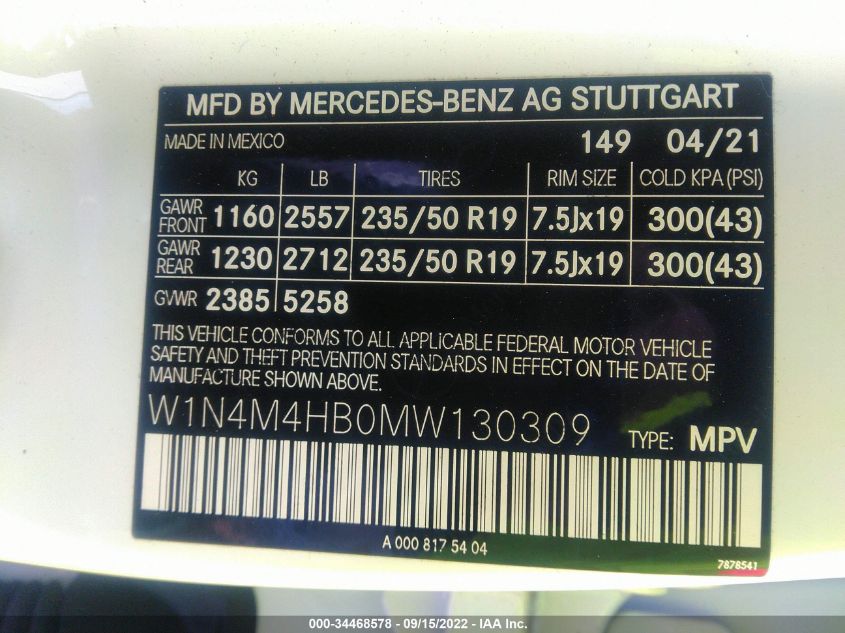 MFD BY MERCEDES-BENZ AG STUTTGART
MADE IN MEXICO 149 04/21
KG LB TIRES RIM SIZE COLD KPA (PSI)
GAWR FRONT 1160 2557 235/50 R19 7.5Jx19 300(43)
GAWR REAR 1230 2712 235/50 R19 7.5Jx19 300(43)
GVWR 2385 5258
THIS VEHICLE CONFORMS TO ALL APPLICABLE FEDERAL MOTOR VEHICLE
SAFETY AND THEFT PREVENTION STANDARDS IN EFFECT ON THE DATE OF
MANUFACTURE SHOWN ABOVE.
W1N4M4HB0MW130309 TYPE: MPV
A 000 817 54 04
7878541
000-34468578 - 09/15/2022 - IAA Inc.